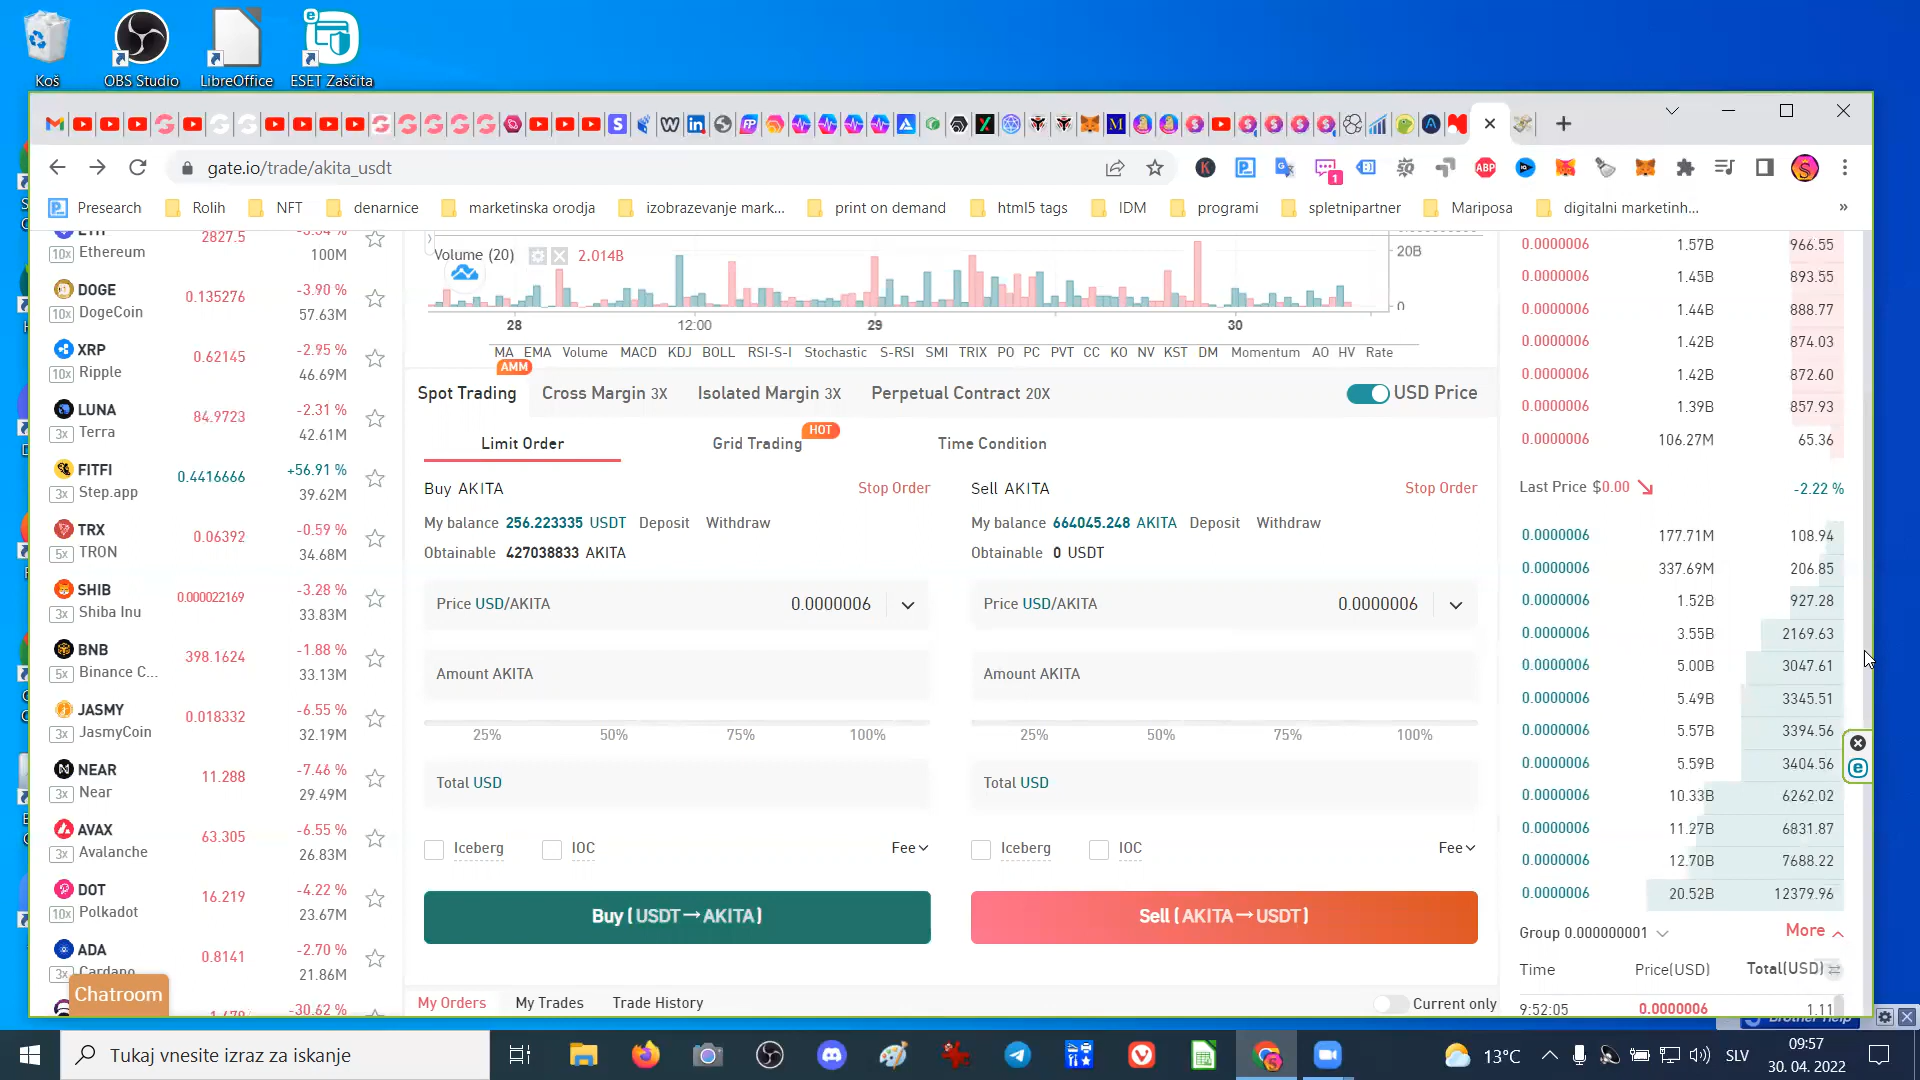 Koš
OBS Studio
LibreOffice
ESET Zaščita
gate.io/trade/akita_usdt
Presearch
Rolih
NFT
denarnice
marketinska orodja
izobrazevanje mark...
print on demand
html5 tags
IDM
programi
spletnipartner
Mariposa
digitalni marketinh...
»
10x Ethereum 2827.5 100M
DOGE 0.135276 -3.90 %
10x DogeCoin 57.63M
XRP 0.62145 -2.95 %
10x Ripple 46.69M
LUNA 84.9723 -2.31 %
3x Terra 42.61M
FITFI 0.4416666 +56.91 %
3x Step.app 39.62M
TRX 0.06392 -0.59 %
5x TRON 34.68M
SHIB 0.000022169 -3.28 %
3x Shiba Inu 33.83M
BNB 398.1624 -1.88 %
5x Binance C... 33.13M
JASMY 0.018332 -6.55 %
3x JasmyCoin 32.19M
NEAR 11.288 -7.46 %
3x Near 29.49M
AVAX 63.305 -6.55 %
3x Avalanche 26.83M
DOT 16.219 -4.22 %
10x Polkadot 23.67M
ADA 0.8141 -2.70 %
3x Cardano 21.86M
-30.62 %
Chatroom
Volume (20) 2.014B
20B
0
28 12:00 29 30
MA EMA Volume MACD KDJ BOLL RSI-S-I Stochastic S-RSI SMI TRIX PO PC PVT CC KO NV KST DM Momentum AO HV Rate
AMM
Spot Trading Cross Margin 3X Isolated Margin 3X Perpetual Contract 20X USD Price
HOT
Limit Order Grid Trading Time Condition
Buy AKITA Stop Order
My balance 256.223335 USDT Deposit Withdraw
Obtainable 427038833 AKITA
Price USD/AKITA 0.0000006
Amount AKITA
25% 50% 75% 100%
Total USD
Iceberg IOC Fee
Buy (USDT→AKITA)
Sell AKITA Stop Order
My balance 664045.248 AKITA Deposit Withdraw
Obtainable 0 USDT
Price USD/AKITA 0.0000006
Amount AKITA
25% 50% 75% 100%
Total USD
Iceberg IOC Fee
Sell (AKITA→USDT)
My Orders My Trades Trade History Current only
0.0000006 1.57B 966.55
0.0000006 1.45B 893.55
0.0000006 1.44B 888.77
0.0000006 1.42B 874.03
0.0000006 1.42B 872.60
0.0000006 1.39B 857.93
0.0000006 106.27M 65.36
Last Price $0.00 -2.22 %
0.0000006 177.71M 108.94
0.0000006 337.69M 206.85
0.0000006 1.52B 927.28
0.0000006 3.55B 2169.63
0.0000006 5.00B 3047.61
0.0000006 5.49B 3345.51
0.0000006 5.57B 3394.56
0.0000006 5.59B 3404.56
0.0000006 10.33B 6262.02
0.0000006 11.27B 6831.87
0.0000006 12.70B 7688.22
0.0000006 20.52B 12379.96
Group 0.000000001 More
Time Price(USD) Total(USD)
9:52:05 0.0000006 1.11
Tukaj vnesite izraz za iskanje
13°C
SLV
09:57
30. 04. 2022